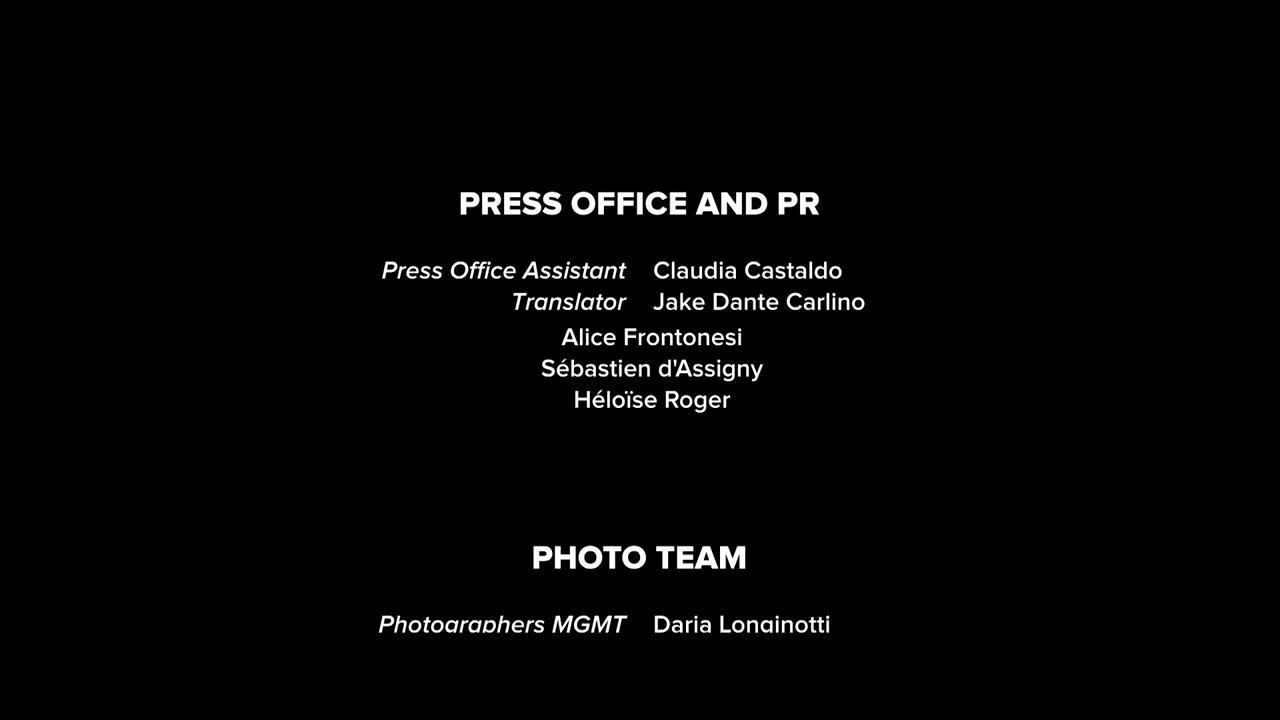 PRESS OFFICE AND PR
Press Office Assistant Claudia Castaldo
Translator Jake Dante Carlino
Alice Frontonesi
Sébastien d'Assigny
Héloïse Roger
PHOTO TEAM
Photographers MGMT Daria Longinotti